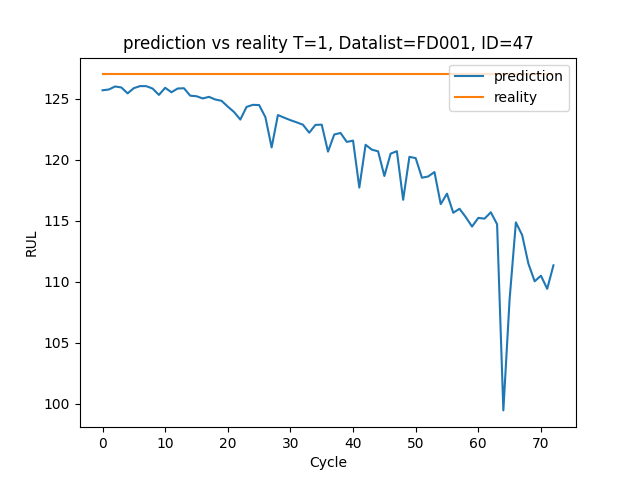 prediction vs reality T=1, Datalist=FD001, ID=47
prediction
reality
RUL
125
120
115
110
105
100
0 10 20 30 40 50 60 70
Cycle